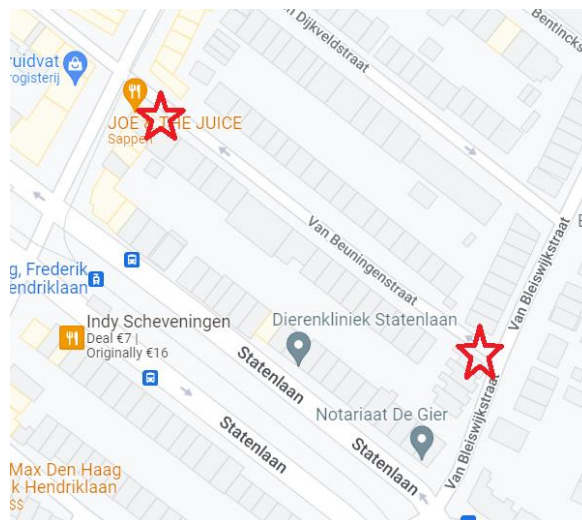 Bentincks
Van Dijkveldstraat
ruidvat
rogisterij
JOE & THE JUICE
Sappen
Van Beuningenstraat
Van Bleiswijkstraat
g, Frederik
endriklaan
Indy Scheveningen
Deal €7 |
Originally €16
Dierenkliniek Statenlaan
Statenlaan
Van Bleiswijkstraat
Notariaat De Gier
Statenlaan
Statenlaan
Max Den Haag
k Hendriklaan
$$